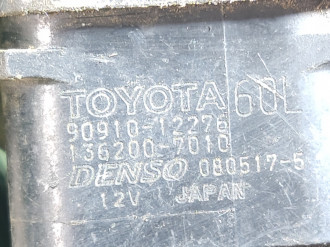 TOYOTA 60L
90910-12276
136200-7010
DENSO 080517-5
12V JAPAN